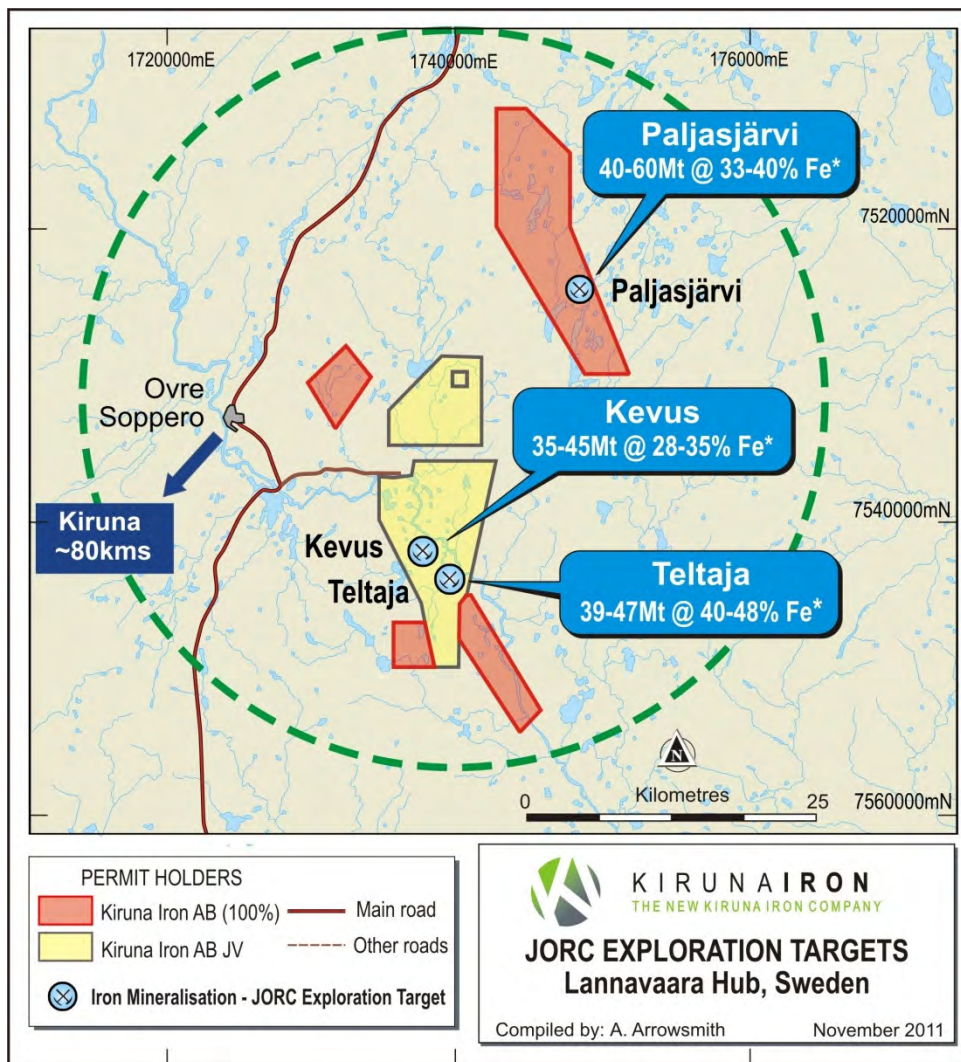 1720000mE
1740000mE
176000mE
Paljasjärvi
40-60Mt @ 33-40% Fe*
7520000mN
Paljasjärvi
Ovre
Soppero
Kevus
35-45Mt @ 28-35% Fe*
Kiruna
~80kms
7540000mN
Kevus
Teltaja
Teltaja
39-47Mt @ 40-48% Fe*
N
Kilometres
0 25
7560000mN
PERMIT HOLDERS
Kiruna Iron AB (100%)
Main road
Kiruna Iron AB JV
Other roads
Iron Mineralisation - JORC Exploration Target
KIRUNAIRON
THE NEW KIRUNA IRON COMPANY
JORC EXPLORATION TARGETS
Lannavaara Hub, Sweden
Compiled by: A. Arrowsmith November 2011